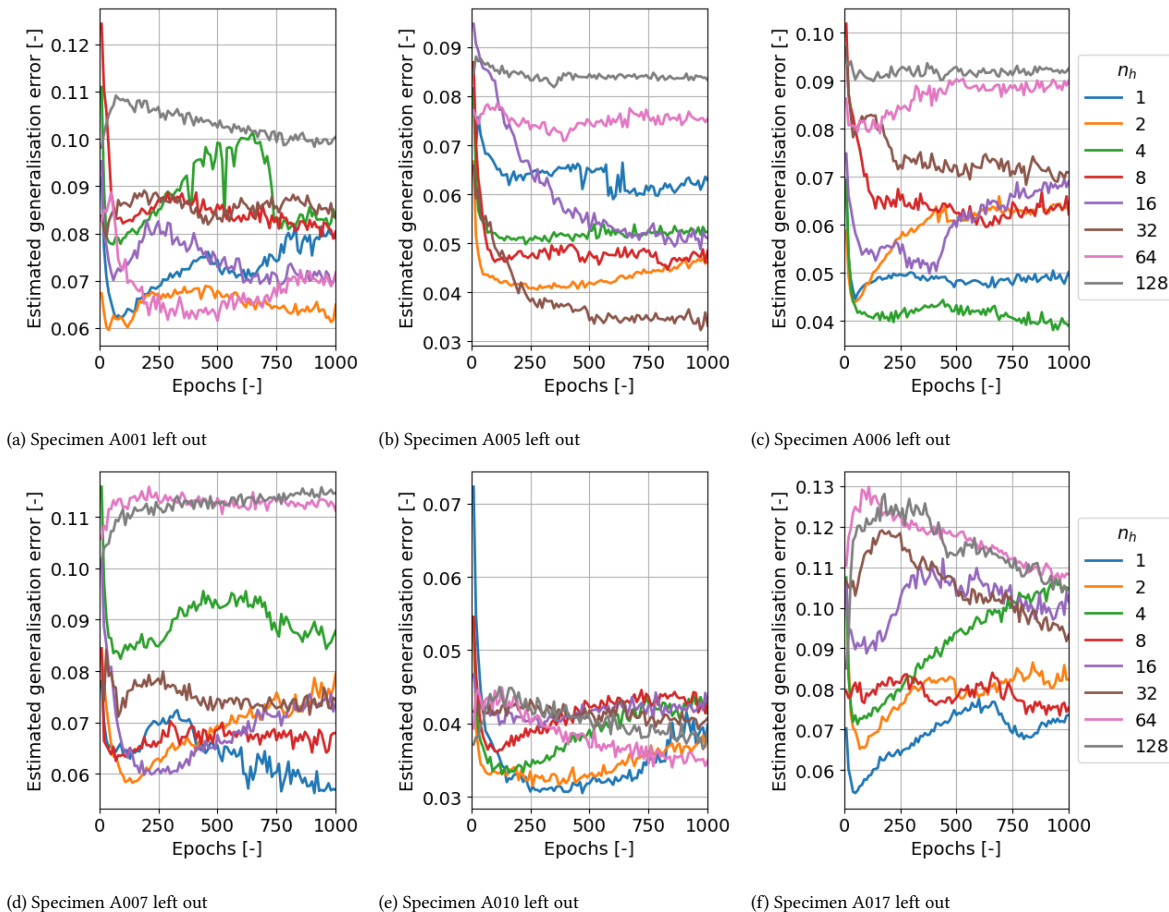 Estimated generalisation error [-]
0.12
0.11
0.10
0.09
0.08
0.07
0.06
0 250 500 750 1000
Epochs [-]
(a) Specimen A001 left out
Estimated generalisation error [-]
0.09
0.08
0.07
0.06
0.05
0.04
0.03
0 250 500 750 1000
Epochs [-]
(b) Specimen A005 left out
Estimated generalisation error [-]
0.10
0.09
0.08
0.07
0.06
0.05
0.04
0 250 500 750 1000
Epochs [-]
(c) Specimen A006 left out
n_h
1
2
4
8
16
32
64
128
Estimated generalisation error [-]
0.11
0.10
0.09
0.08
0.07
0.06
0 250 500 750 1000
Epochs [-]
(d) Specimen A007 left out
Estimated generalisation error [-]
0.07
0.06
0.05
0.04
0.03
0 250 500 750 1000
Epochs [-]
(e) Specimen A010 left out
Estimated generalisation error [-]
0.13
0.12
0.11
0.10
0.09
0.08
0.07
0.06
0 250 500 750 1000
Epochs [-]
(f) Specimen A017 left out
n_h
1
2
4
8
16
32
64
128